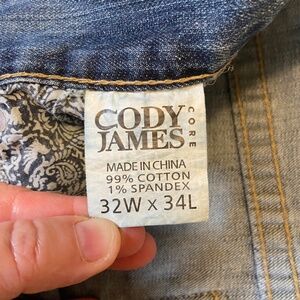 CODY
JAMES
CORE
MADE IN CHINA
99% COTTON
1% SPANDEX
32W x 34L